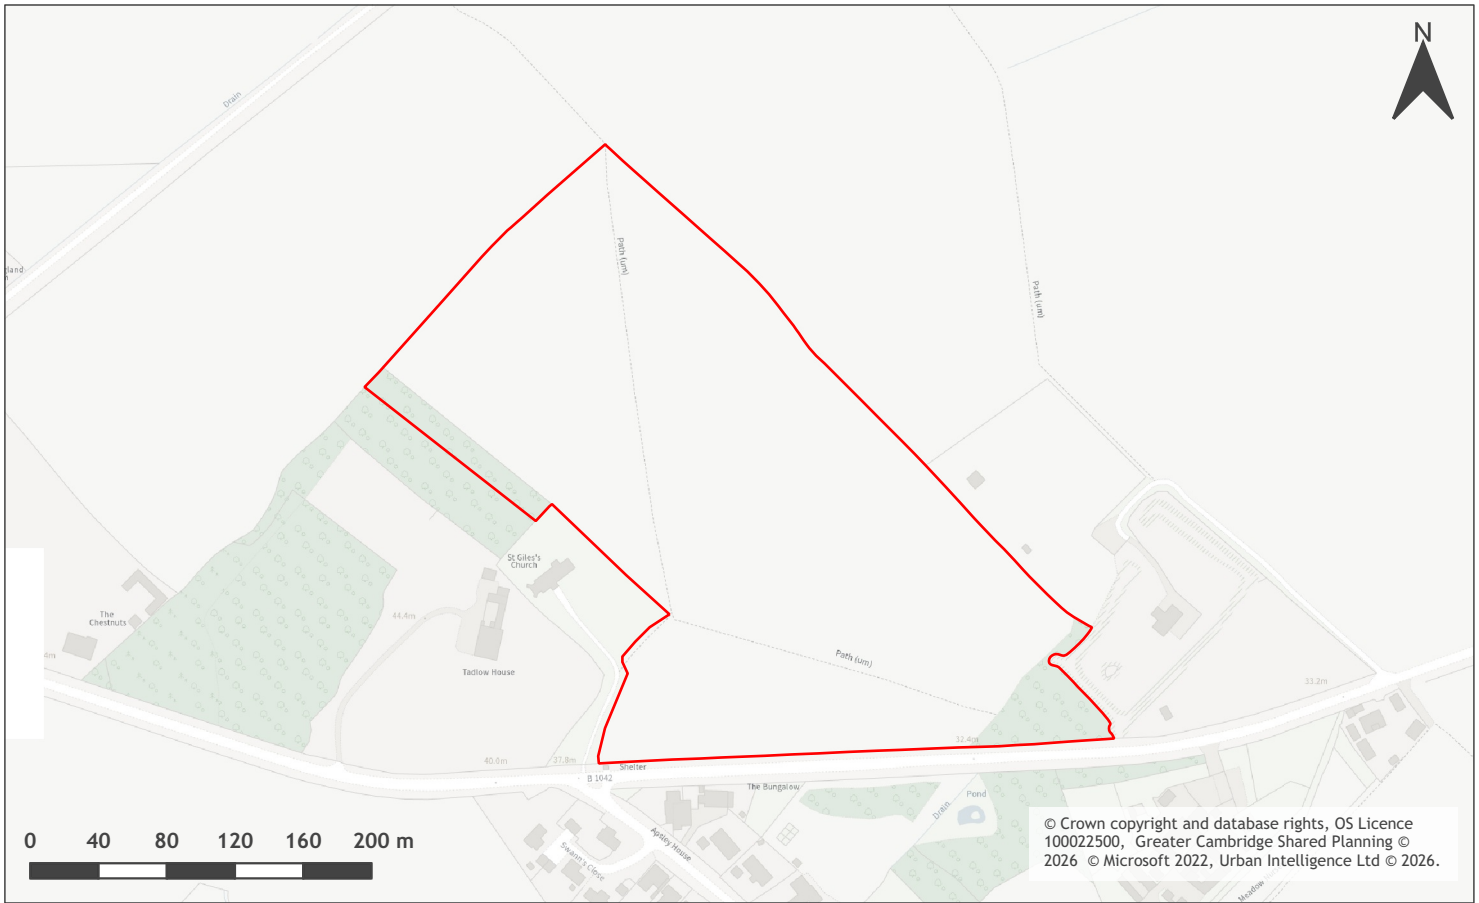 N
Drain
Path (um)
Path (um)
St Giles's
Church
The
Chestnuts
44.4m
Tadlow House
Path (um)
33.2m
32.4m
40.0m
37.8m
Shelter
B 1042
The Bungalow
Pond
Drain
Apsley House
Swann's Close
0 40 80 120 160 200 m
© Crown copyright and database rights, OS Licence
100022500, Greater Cambridge Shared Planning ©
2026 © Microsoft 2022, Urban Intelligence Ltd © 2026.
Meadow